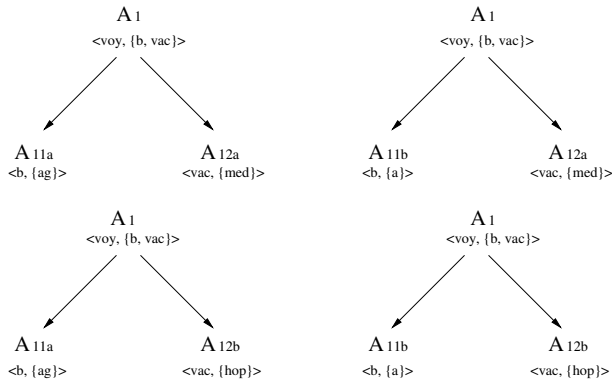 A1 A1
<voy, {b, vac}> <voy, {b, vac}>
A11a A12a A11b A12a
<b, {ag}> <vac, {med}> <b, {a}> <vac, {med}>
A1 A1
<voy, {b, vac}> <voy, {b, vac}>
A11a A12b A11b A12b
<b, {ag}> <vac, {hop}> <b, {a}> <vac, {hop}>